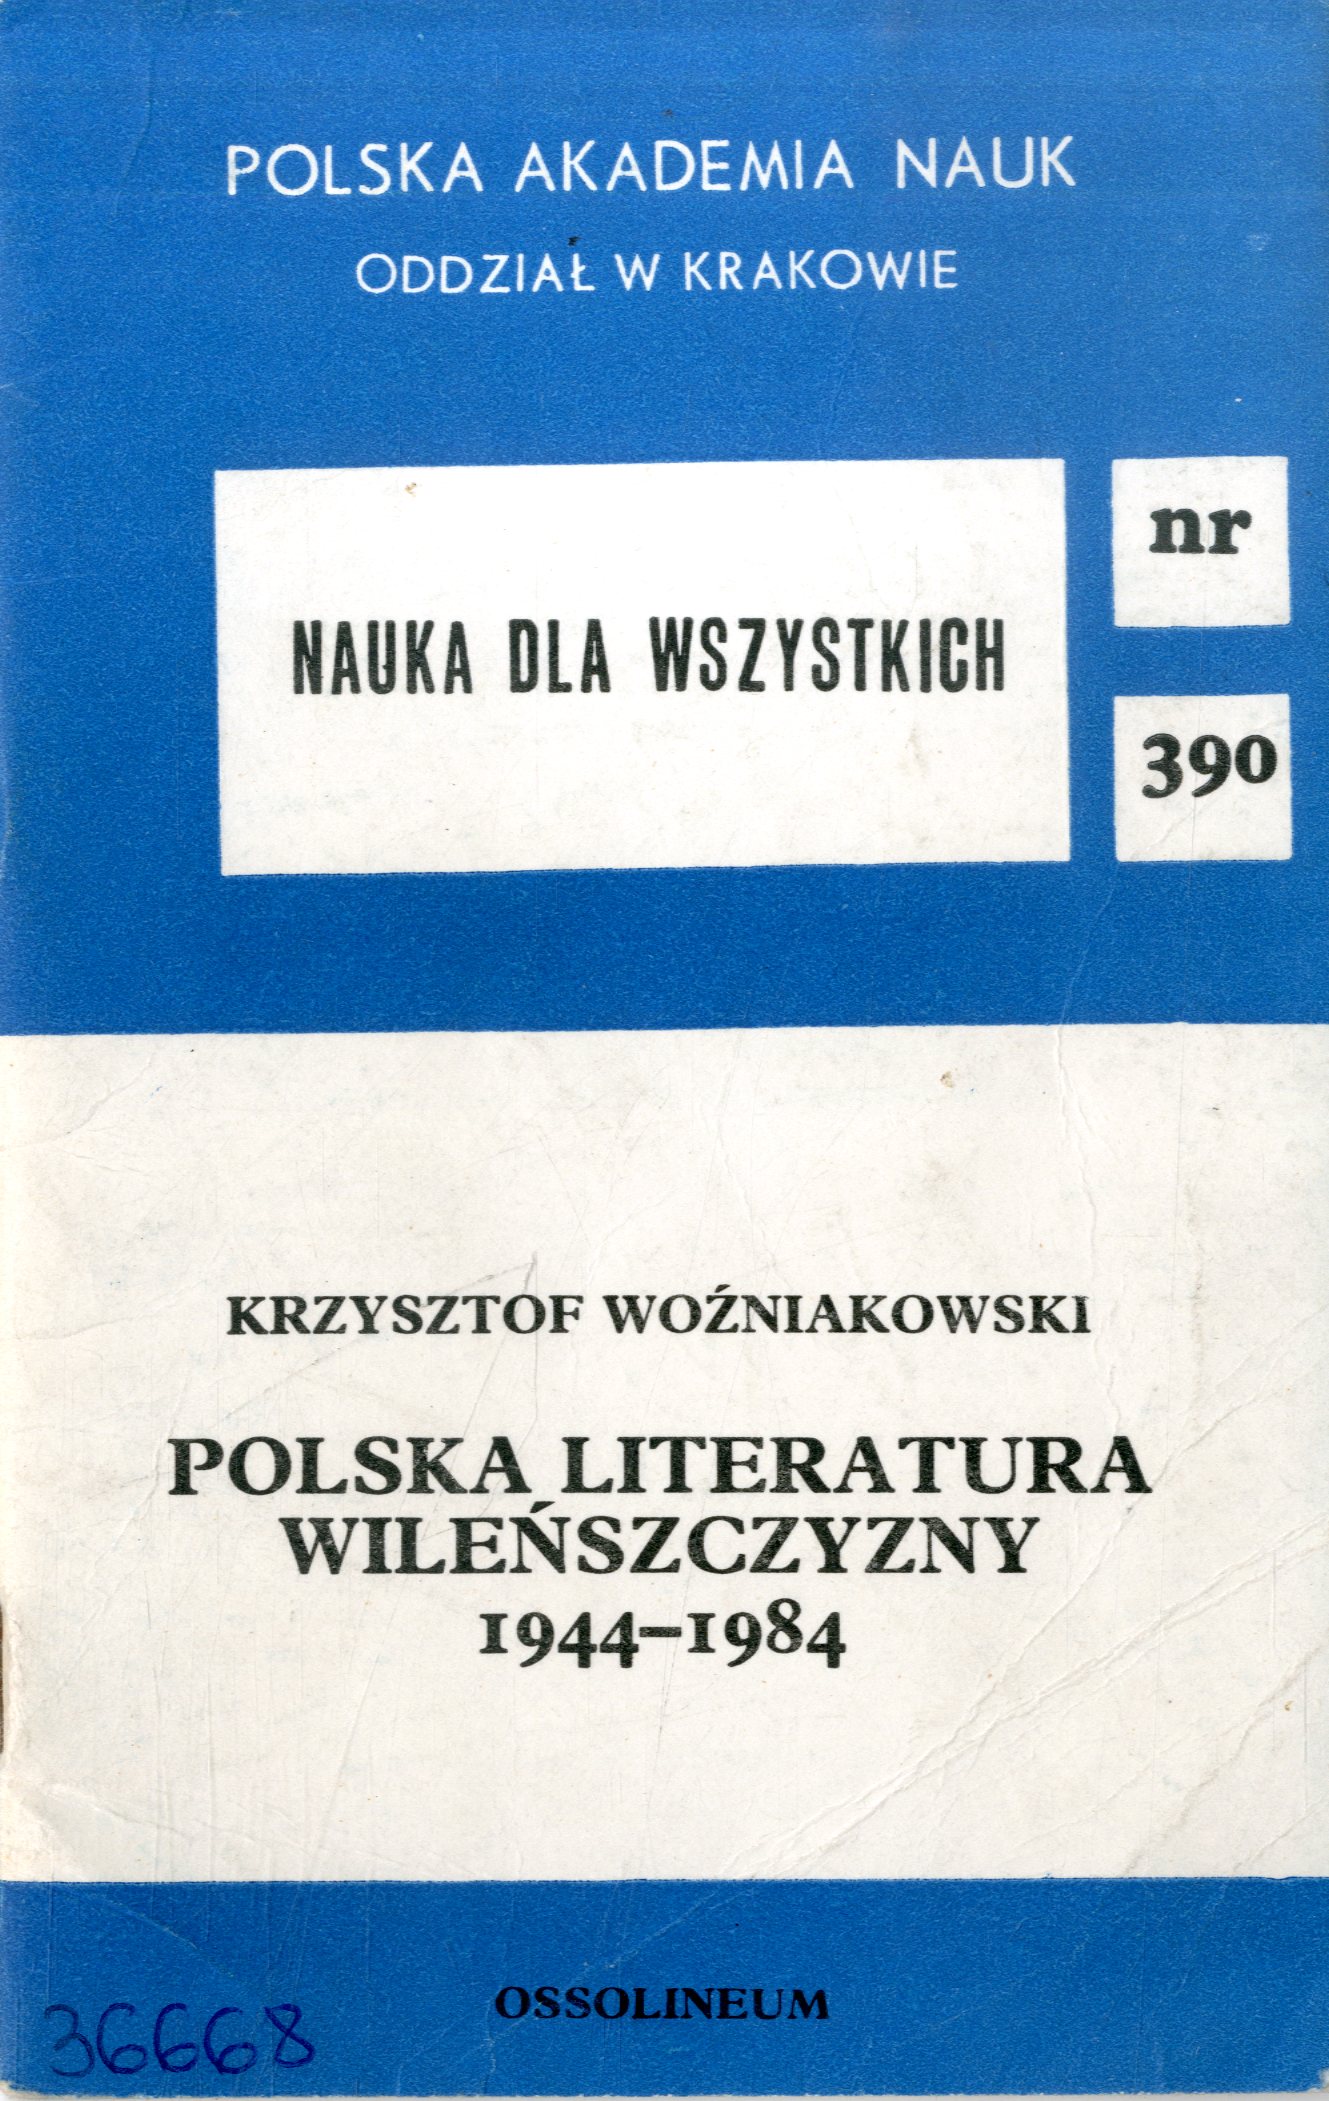 POLSKA AKADEMIA NAUK
ODDZIAŁ W KRAKOWIE
NAUKA DLA WSZYSTKICH
nr
390
KRZYSZTOF WOŹNIAKOWSKI
POLSKA LITERATURA
WILEŃSZCZYZNY
1944–1984
OSSOLINEUM
36668